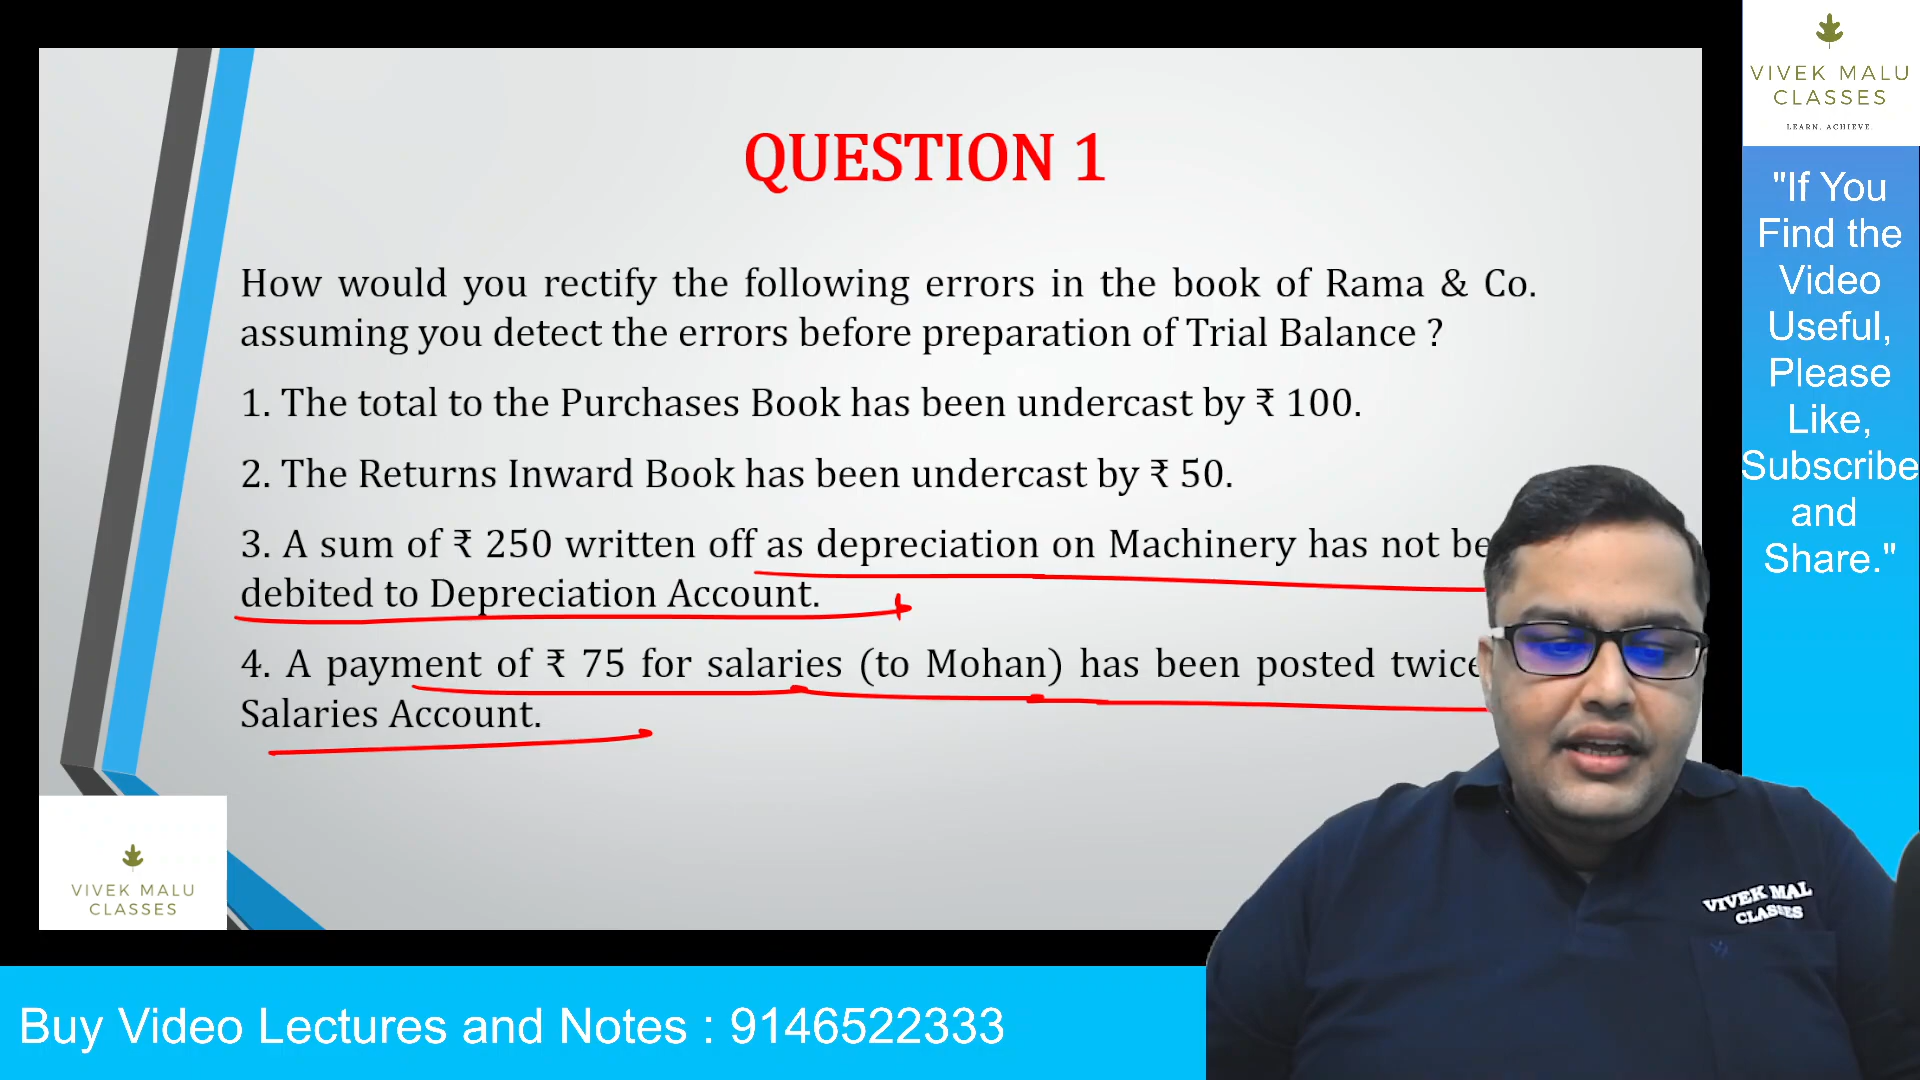 QUESTION 1
How would you rectify the following errors in the book of Rama & Co.
assuming you detect the errors before preparation of Trial Balance ?
1. The total to the Purchases Book has been undercast by ₹ 100.
2. The Returns Inward Book has been undercast by ₹ 50.
3. A sum of ₹ 250 written off as depreciation on Machinery has not be
debited to Depreciation Account.
4. A payment of ₹ 75 for salaries (to Mohan) has been posted twice
Salaries Account.
VIVEK MALU
CLASSES
VIVEK MALU
CLASSES
LEARN. ACHIEVE.
"If You
Find the
Video
Useful,
Please
Like,
Subscribe
and
Share."
VIVEK MAL
CLASSES
Buy Video Lectures and Notes : 9146522333